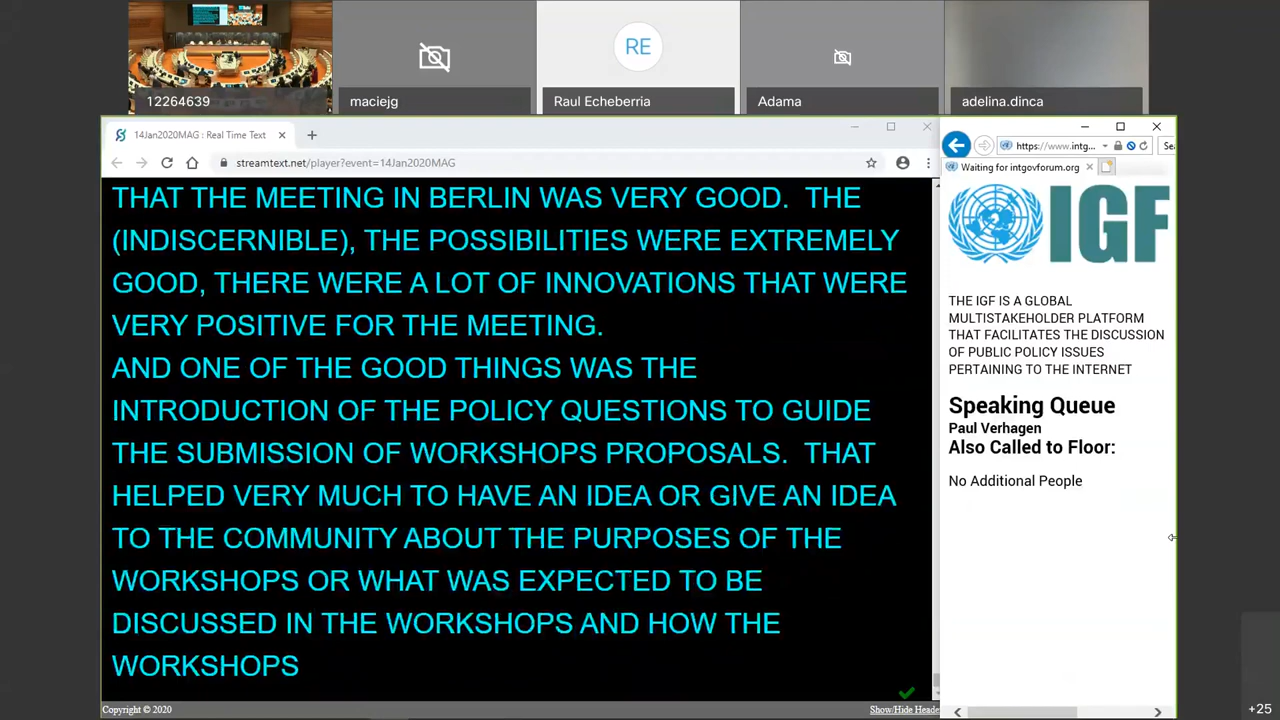 RE
12264639
maciejg
Raul Echeberria
Adama
adelina.dinca
14Jan2020MAG : Real Time Text
streamtext.net/player?event=14Jan2020MAG
THAT THE MEETING IN BERLIN WAS VERY GOOD. THE
(INDISCERNIBLE), THE POSSIBILITIES WERE EXTREMELY
GOOD, THERE WERE A LOT OF INNOVATIONS THAT WERE
VERY POSITIVE FOR THE MEETING.
AND ONE OF THE GOOD THINGS WAS THE
INTRODUCTION OF THE POLICY QUESTIONS TO GUIDE
THE SUBMISSION OF WORKSHOPS PROPOSALS. THAT
HELPED VERY MUCH TO HAVE AN IDEA OR GIVE AN IDEA
TO THE COMMUNITY ABOUT THE PURPOSES OF THE
WORKSHOPS OR WHAT WAS EXPECTED TO BE
DISCUSSED IN THE WORKSHOPS AND HOW THE
WORKSHOPS
Copyright © 2020
Show/Hide Heade
https://www.intg...
Sea
Waiting for intgovforum.org
IGF
THE IGF IS A GLOBAL
MULTISTAKEHOLDER PLATFORM
THAT FACILITATES THE DISCUSSION
OF PUBLIC POLICY ISSUES
PERTAINING TO THE INTERNET
Speaking Queue
Paul Verhagen
Also Called to Floor:
No Additional People
+25